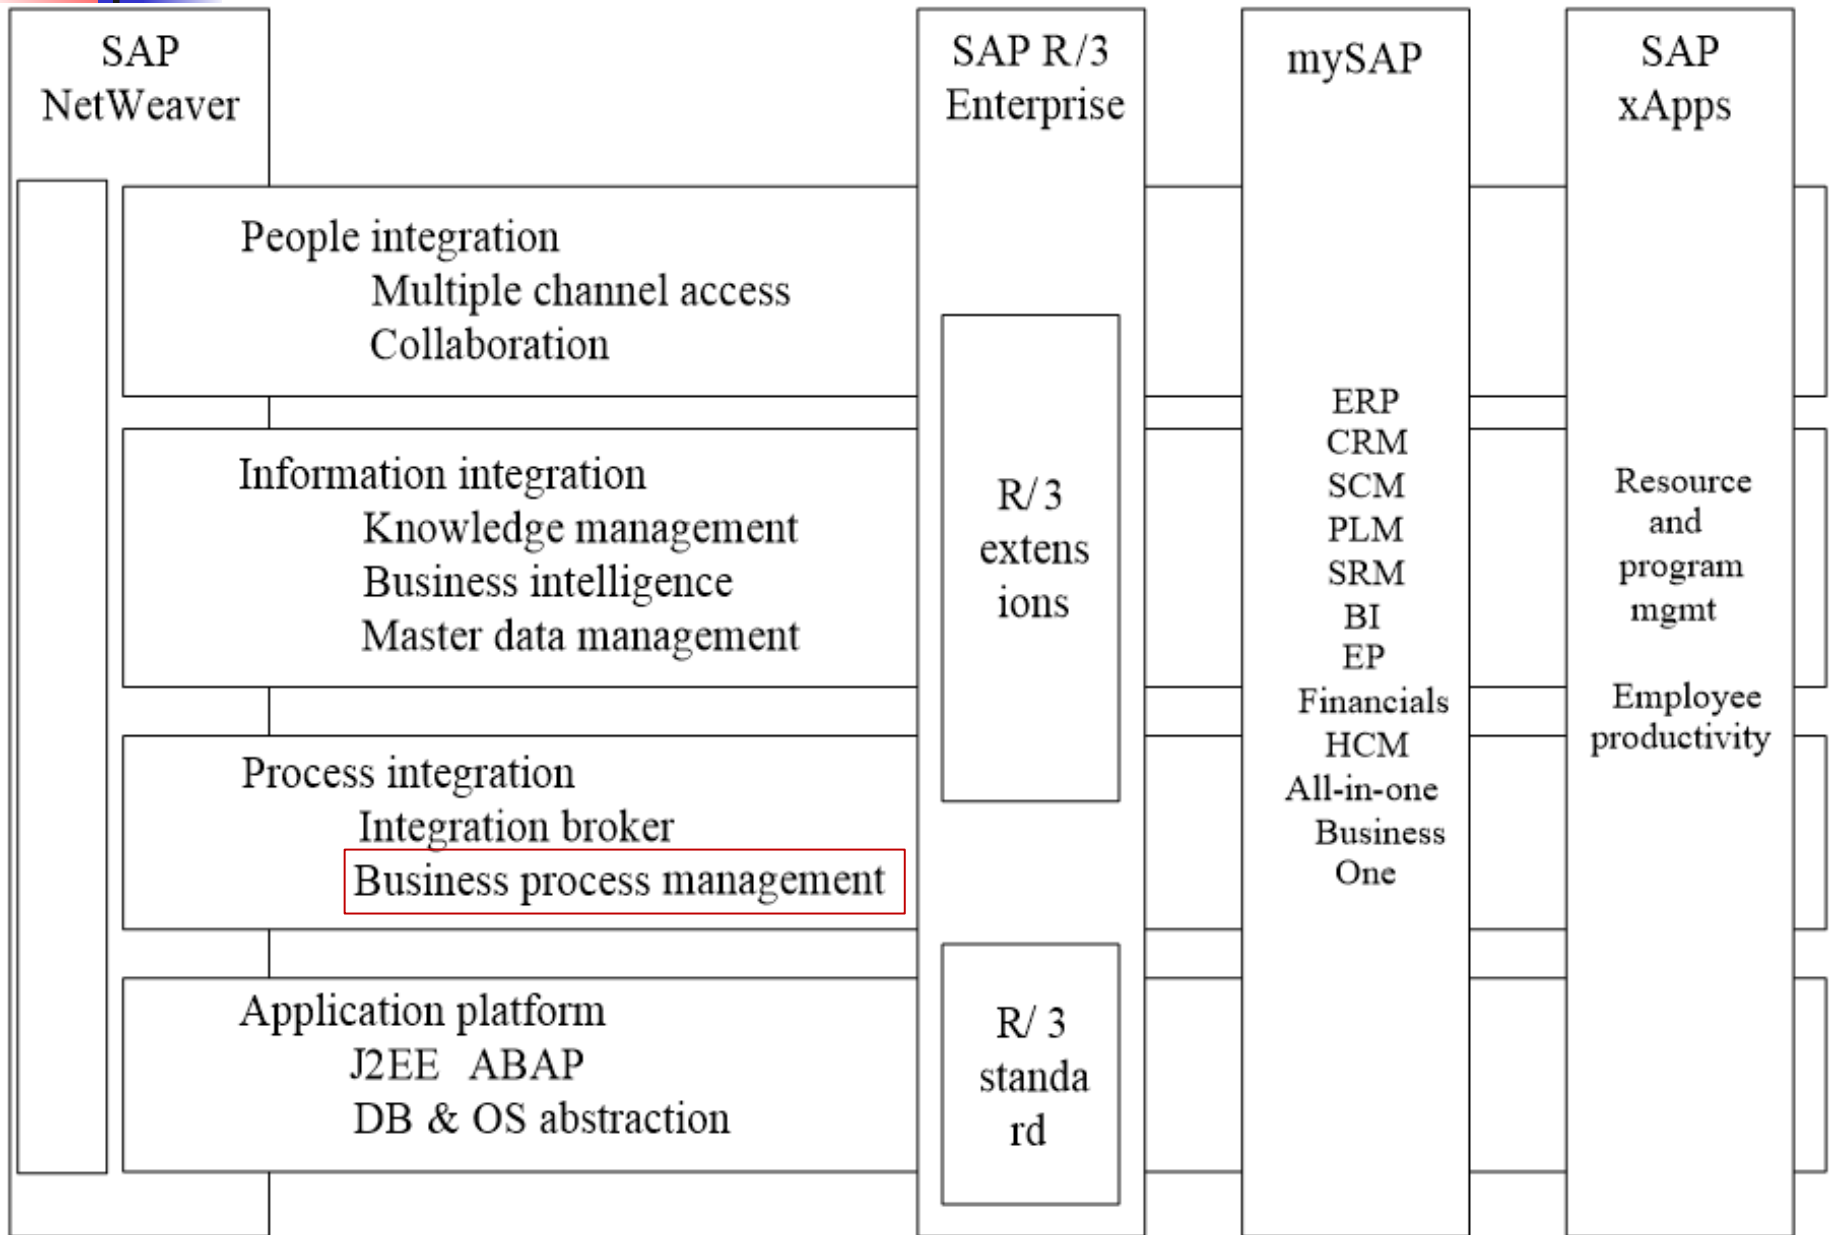 SAP
NetWeaver
People integration
Multiple channel access
Collaboration
Information integration
Knowledge management
Business intelligence
Master data management
Process integration
Integration broker
Business process management
Application platform
J2EE ABAP
DB & OS abstraction
SAP R/3
Enterprise
R/3
extens
ions
R/ 3
standa
rd
mySAP
ERP
CRM
SCM
PLM
SRM
BI
EP
Financials
HCM
All-in-one
Business
One
SAP
xApps
Resource
and
program
mgmt
Employee
productivity